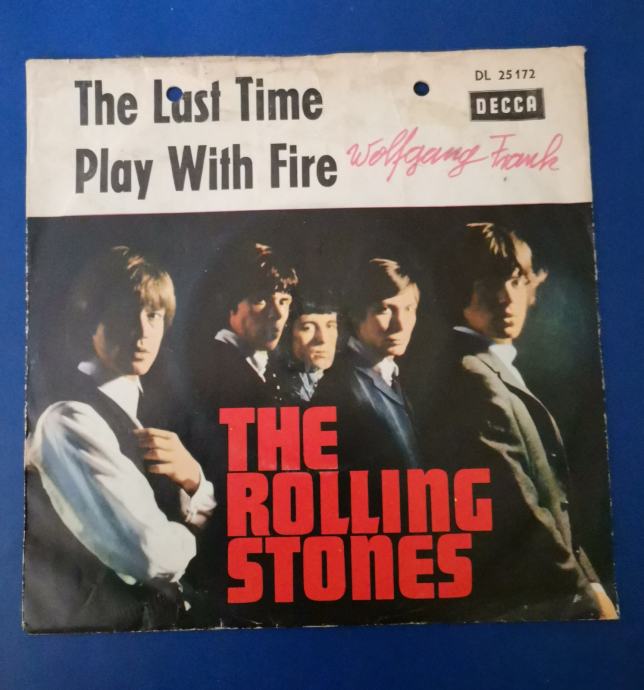 The Last Time
DL 25172
DECCA
Play With Fire
Wolfgang Frank
THE
ROLLING
STONES